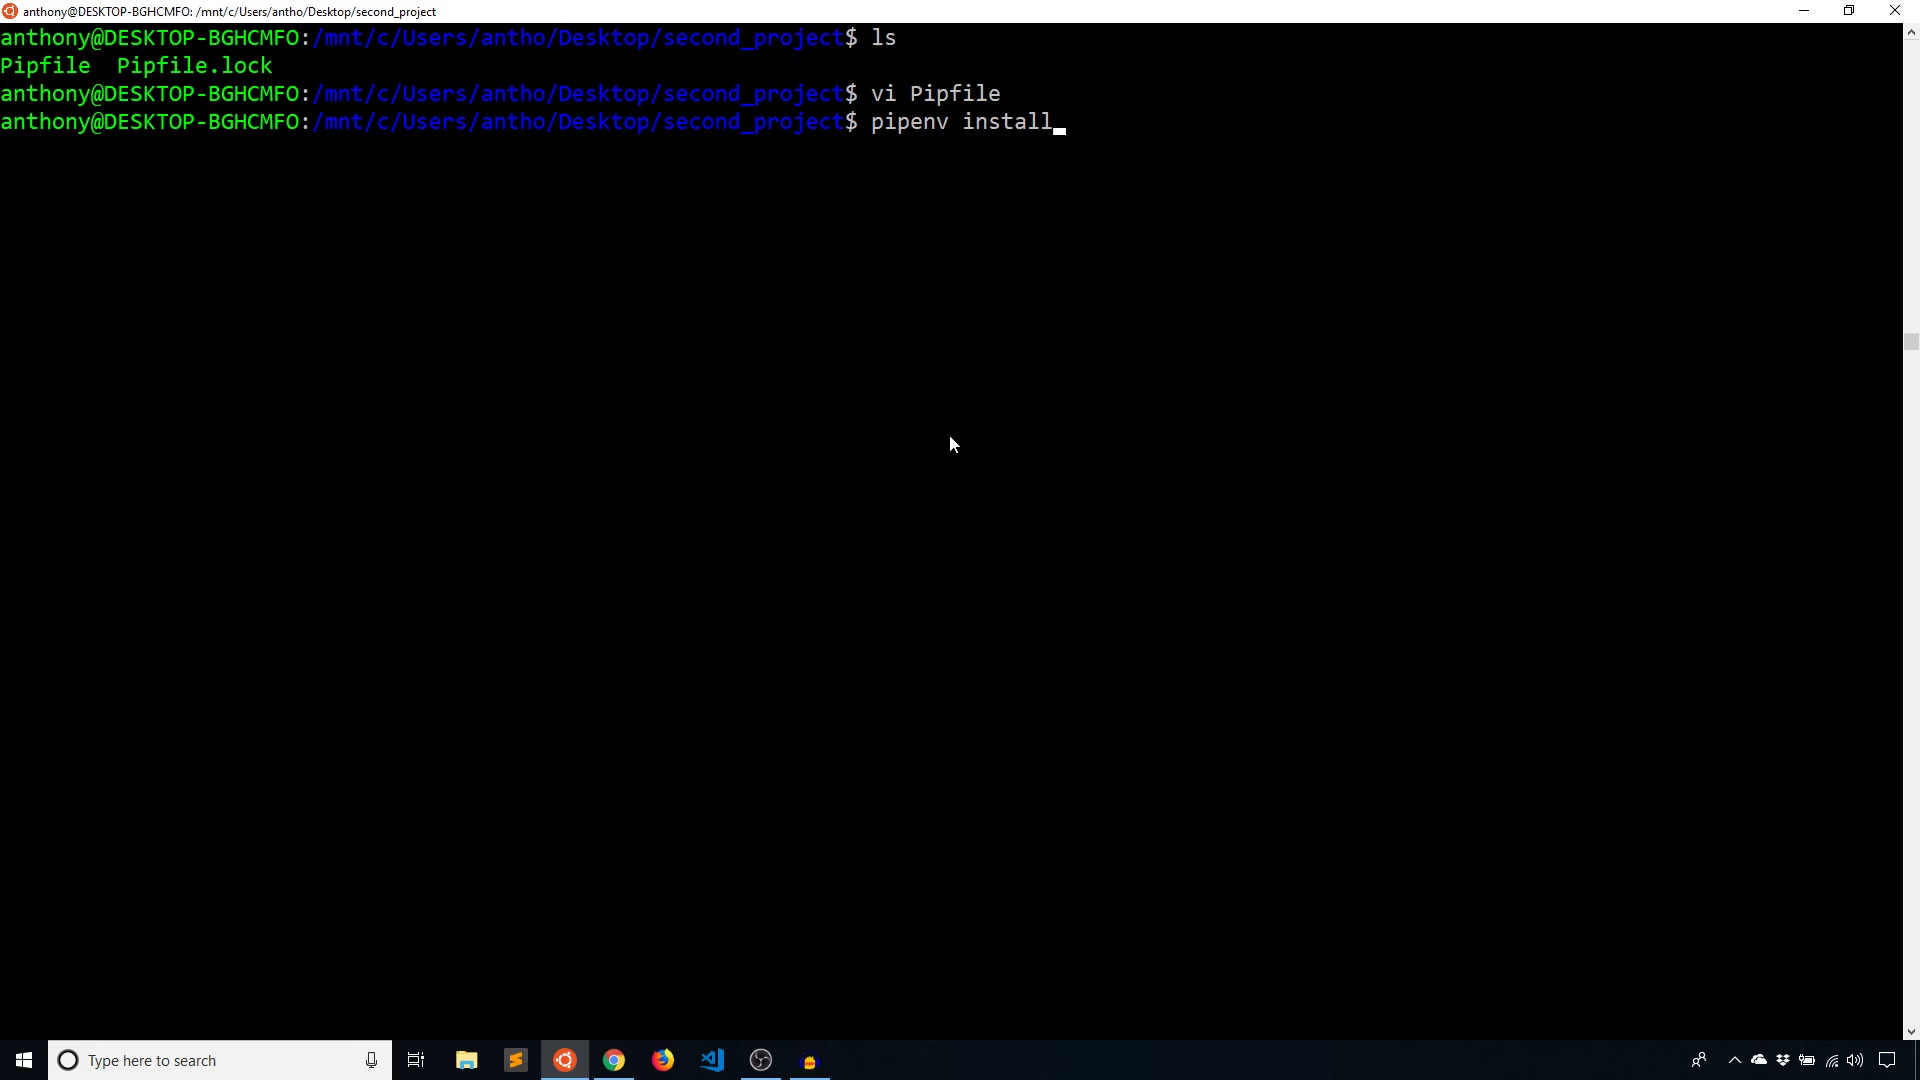 anthony@DESKTOP-BGHCMFO: /mnt/c/Users/antho/Desktop/second_project
anthony@DESKTOP-BGHCMFO:/mnt/c/Users/antho/Desktop/second_project$ ls
Pipfile  Pipfile.lock
anthony@DESKTOP-BGHCMFO:/mnt/c/Users/antho/Desktop/second_project$ vi Pipfile
anthony@DESKTOP-BGHCMFO:/mnt/c/Users/antho/Desktop/second_project$ pipenv install
Type here to search